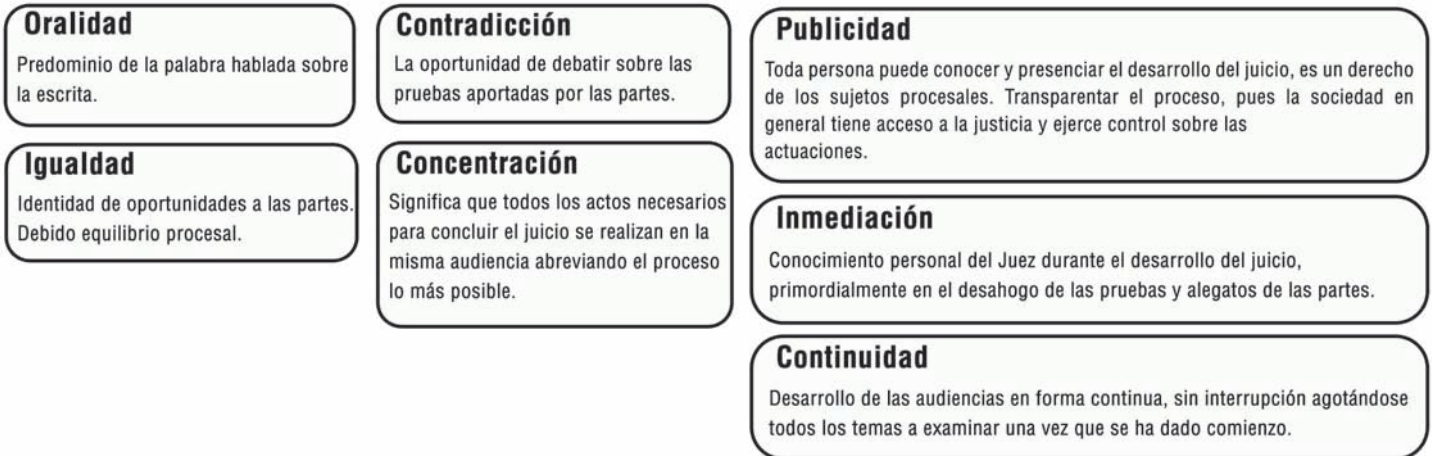 Oralidad
Predominio de la palabra hablada sobre
la escrita.
Igualdad
Identidad de oportunidades a las partes.
Debido equilibrio procesal.
Contradicción
La oportunidad de debatir sobre las
pruebas aportadas por las partes.
Concentración
Significa que todos los actos necesarios
para concluir el juicio se realizan en la
misma audiencia abreviando el proceso
lo más posible.
Publicidad
Toda persona puede conocer y presenciar el desarrollo del juicio, es un derecho
de los sujetos procesales. Transparentar el proceso, pues la sociedad en
general tiene acceso a la justicia y ejerce control sobre las
actuaciones.
Inmediación
Conocimiento personal del Juez durante el desarrollo del juicio,
primordialmente en el desahogo de las pruebas y alegatos de las partes.
Continuidad
Desarrollo de las audiencias en forma continua, sin interrupción agotándose
todos los temas a examinar una vez que se ha dado comienzo.